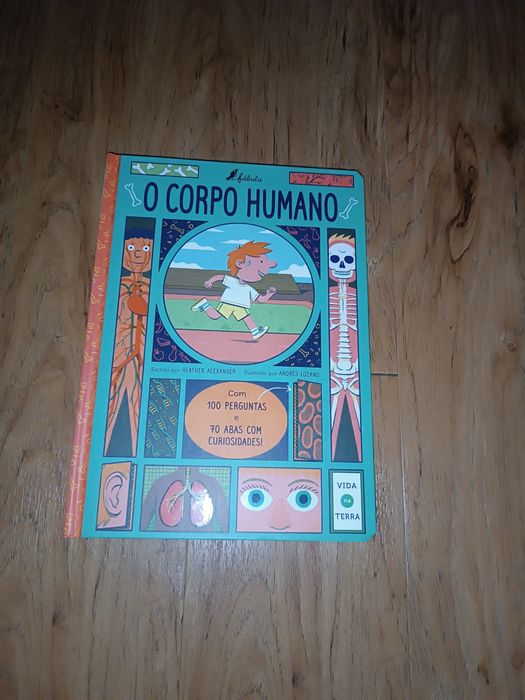 fábula
O CORPO HUMANO
Escrito por HEATHER ALEXANDER Ilustrado por ANDRÉS LOZANO
Com
100 PERGUNTAS
e
70 ABAS COM
CURIOSIDADES!
VIDA
na
TERRA